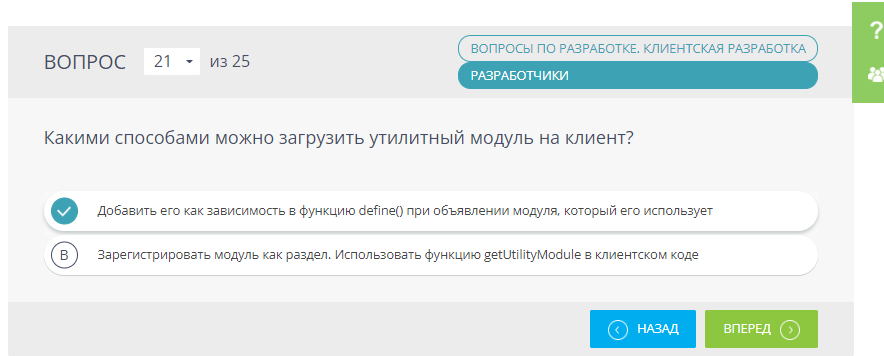 ВОПРОС 21 из 25
ВОПРОСЫ ПО РАЗРАБОТКЕ. КЛИЕНТСКАЯ РАЗРАБОТКА
РАЗРАБОТЧИКИ
?
Какими способами можно загрузить утилитный модуль на клиент?
Добавить его как зависимость в функцию define() при объявлении модуля, который его использует
B Зарегистрировать модуль как раздел. Использовать функцию getUtilityModule в клиентском коде
НАЗАД ВПЕРЕД